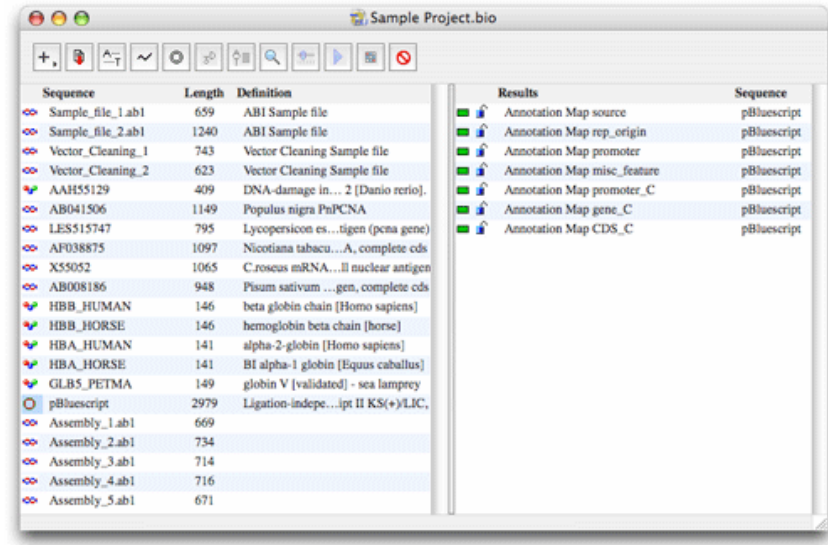 Sample Project.bio
Sequence Length Definition
Sample_file_1.ab1 659 ABI Sample file
Sample_file_2.ab1 1240 ABI Sample file
Vector_Cleaning_1 743 Vector Cleaning Sample file
Vector_Cleaning_2 623 Vector Cleaning Sample file
AAH55129 409 DNA-damage in… 2 [Danio rerio].
AB041506 1149 Populus nigra PnPCNA
LES515747 795 Lycopersicon es…tigen (pcna gene)
AF038875 1097 Nicotiana tabacu…A, complete cds
X55052 1065 C.roseus mRNA…ll nuclear antigen
AB008186 948 Pisum sativum …gen, complete cds
HBB_HUMAN 146 beta globin chain [Homo sapiens]
HBB_HORSE 146 hemoglobin beta chain [horse]
HBA_HUMAN 141 alpha-2-globin [Homo sapiens]
HBA_HORSE 141 BI alpha-1 globin [Equus caballus]
GLB5_PETMA 149 globin V [validated] - sea lamprey
pBluescript 2979 Ligation-indepe…ipt II KS(+)/LIC,
Assembly_1.ab1 669
Assembly_2.ab1 734
Assembly_3.ab1 714
Assembly_4.ab1 716
Assembly_5.ab1 671
Results Sequence
Annotation Map source pBluescript
Annotation Map rep_origin pBluescript
Annotation Map promoter pBluescript
Annotation Map misc_feature pBluescript
Annotation Map promoter_C pBluescript
Annotation Map gene_C pBluescript
Annotation Map CDS_C pBluescript